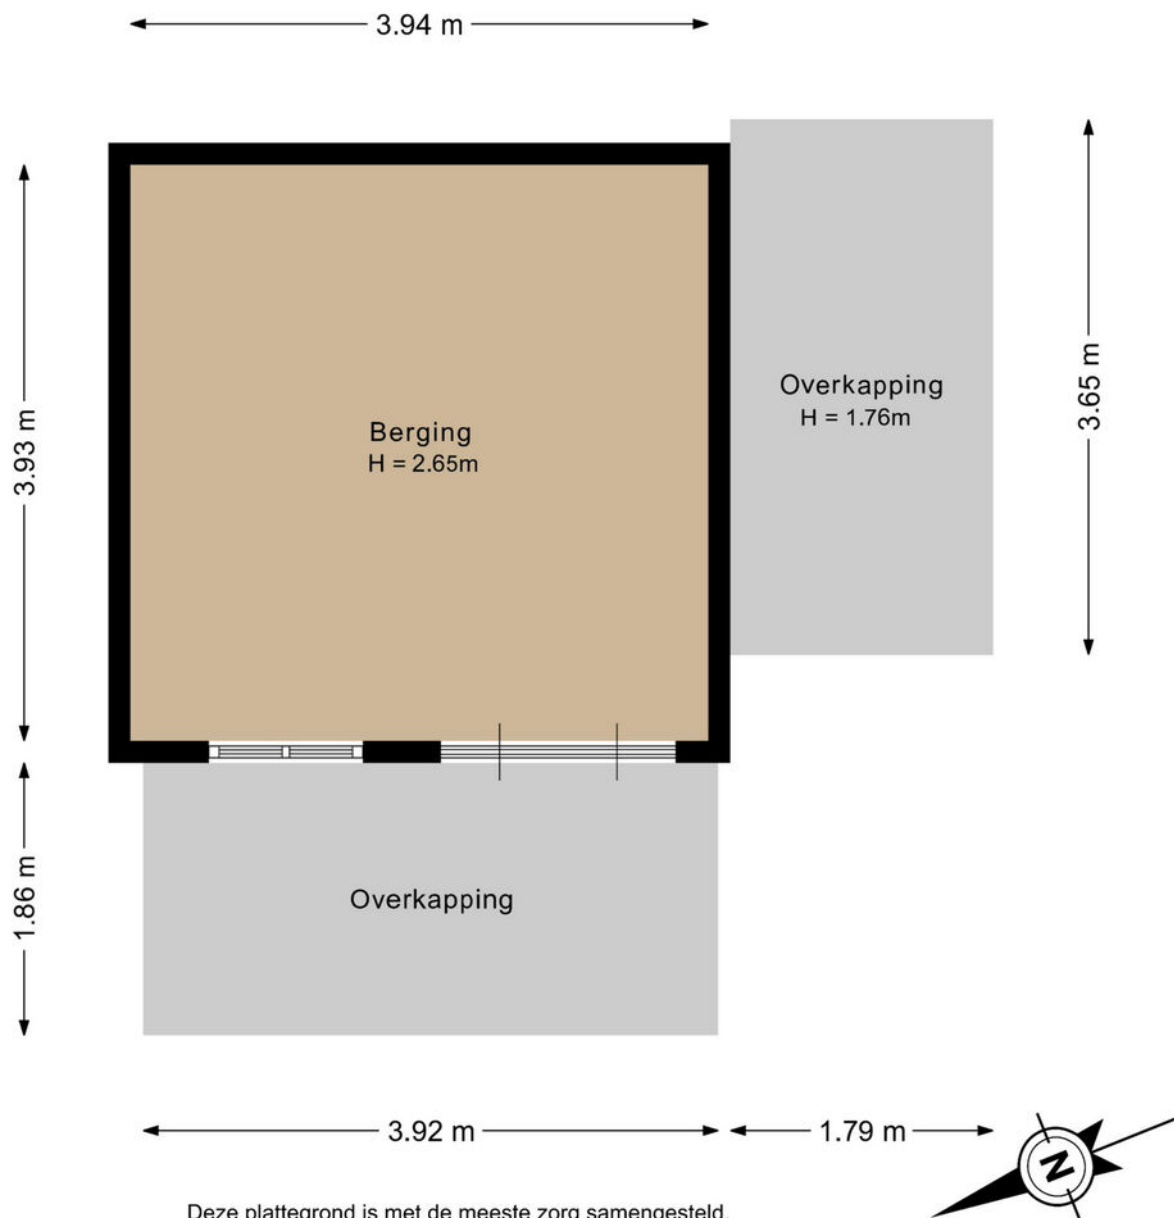 3.94 m
Overkapping
H = 1.76m
3.65 m
Berging
H = 2.65m
3.93 m
1.86 m
Overkapping
3.92 m
1.79 m
N
Deze plattegrond is met de meeste zorg samengesteld.